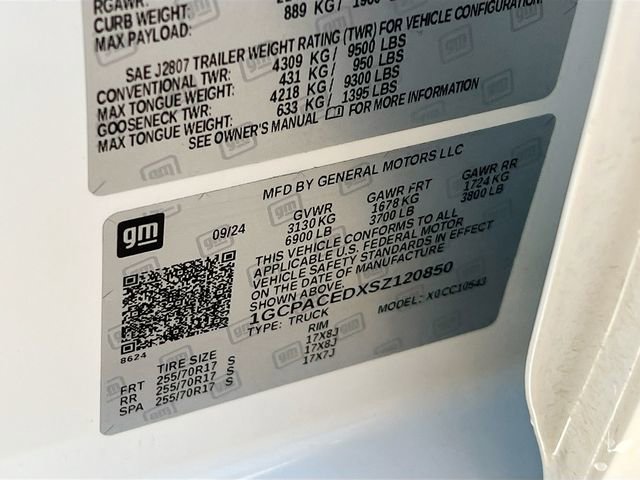 RGAWR:
CURB WEIGHT: 889 KG/
MAX PAYLOAD:
SAE J2807 TRAILER WEIGHT RATING (TWR) FOR VEHICLE CONFIGURATION
CONVENTIONAL TWR: 4309 KG / 9500 LBS
MAX TONGUE WEIGHT: 431 KG / 950 LBS
GOOSENECK TWR: 4218 KG / 9300 LBS
MAX TONGUE WEIGHT: 633 KG / 1395 LBS
SEE OWNER'S MANUAL FOR MORE INFORMATION
MFD BY GENERAL MOTORS LLC
gm 09/24 GVWR GAWR FRT GAWR RR
3130 KG 1678 KG 1724 KG
6900 LB 3700 LB 3800 LB
THIS VEHICLE CONFORMS TO ALL
APPLICABLE U.S. FEDERAL MOTOR
VEHICLE SAFETY STANDARDS IN EFFECT
ON THE DATE OF MANUFACTURE
SHOWN ABOVE.
1GCPACEDXSZ120850
TYPE: TRUCK MODEL: X0CC10543
8624
TIRE SIZE RIM
FRT 255/70R17 S 17X8J
RR 255/70R17 S 17X8J
SPA 255/70R17 S 17X7J